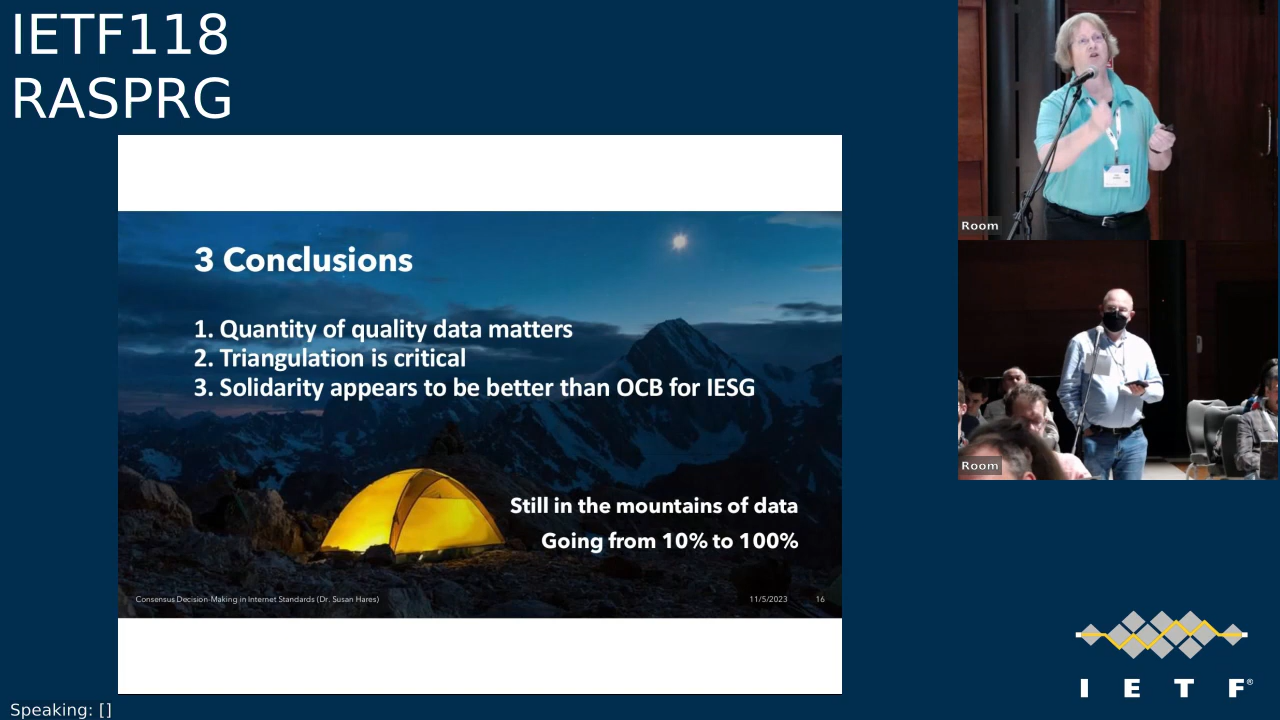 IETF118
RASPRG
3 Conclusions
1. Quantity of quality data matters
2. Triangulation is critical
3. Solidarity appears to be better than OCB for IESG
Still in the mountains of data
Going from 10% to 100%
Consensus Decision-Making in Internet Standards (Dr. Susan Hares)
11/5/2023
16
Room
Room
I E T F®
Speaking: []